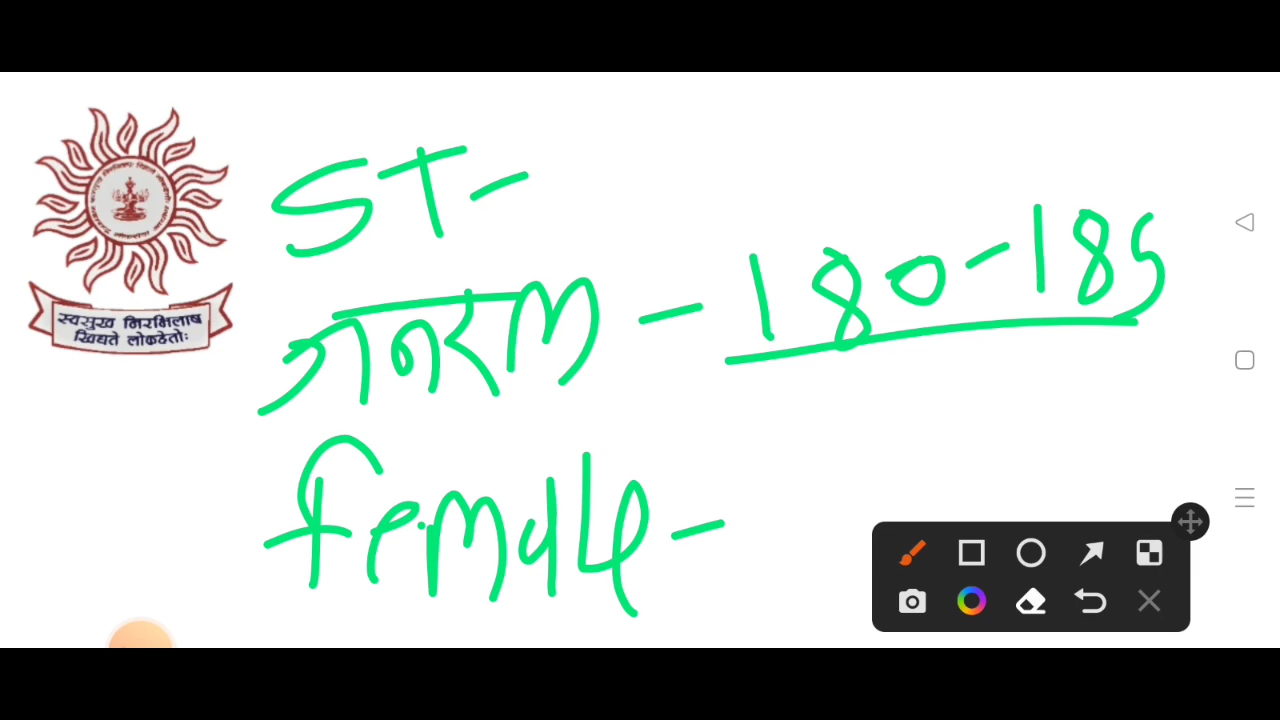 ST-
जनरल - 180-185
female -
स्वसुख निरभिलाष
खिद्यते लोकहेतोः